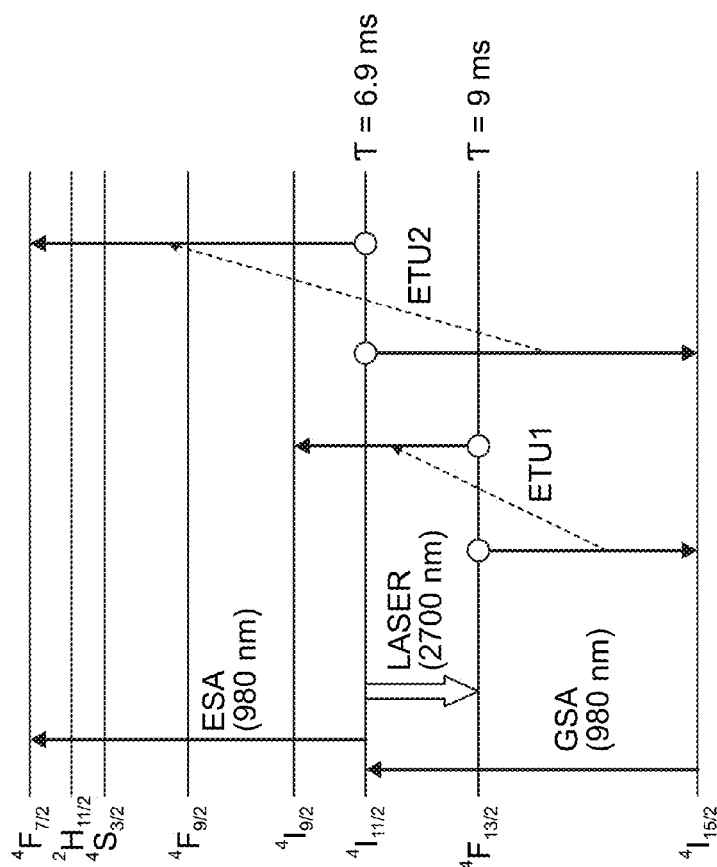 ⁴F₇/₂
²H₁₁/₂
⁴S₃/₂
⁴F₉/₂
⁴I₉/₂
⁴I₁₁/₂
⁴F₁₃/₂
⁴I₁₅/₂
ESA
(980 nm)
LASER
(2700 nm)
GSA
(980 nm)
ETU1
ETU2
T = 6.9 ms
T = 9 ms